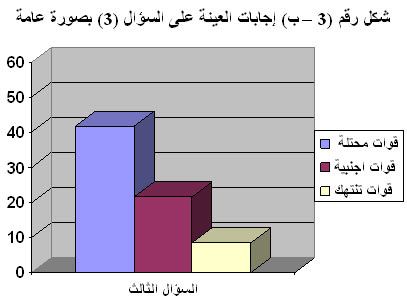 شكل رقم (3 – ب) إجابات العينة على السؤال (3) بصورة عامة
60
50
40
30
20
10
0
قوات محتلة
قوات اجنبية
قوات تنتهك
السؤال الثالث